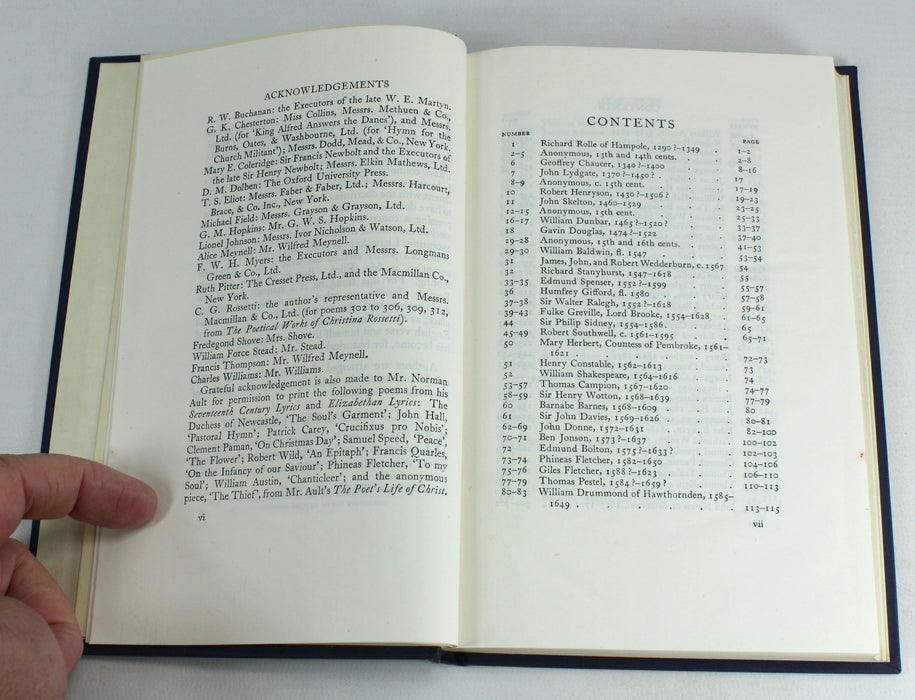 ACKNOWLEDGEMENTS
R. W. Buchanan: the Executors of the late W. E. Martyn.
G. K. Chesterton: Miss Collins, Messrs. Methuen & Co.,
Ltd. (for 'King Alfred Answers the Danes'), and Messrs.
Burns, Oates, & Washbourne, Ltd. (for 'Hymn for the
Church Militant'); Messrs. Dodd, Mead, & Co., New York.
Mary E. Coleridge: Sir Francis Newbolt and the Executors of
the late Sir Henry Newbolt; Messrs. Elkin Mathews, Ltd.
D. M. Dolben: The Oxford University Press.
T. S. Eliot: Messrs. Faber & Faber, Ltd.; Messrs. Harcourt,
Brace, & Co. Inc., New York.
Michael Field: Messrs. Grayson & Grayson, Ltd.
G. M. Hopkins: Mr. G. W. S. Hopkins.
Lionel Johnson: Messrs. Ivor Nicholson & Watson, Ltd.
Alice Meynell: Mr. Wilfred Meynell.
F. W. H. Myers: the Executors and Messrs. Longmans
Green & Co., Ltd.
Ruth Pitter: The Cresset Press, Ltd., and the Macmillan Co.,
New York.
C. G. Rossetti: the author's representative and Messrs.
Macmillan & Co., Ltd. (for poems 302 to 306, 309, 312,
from The Poetical Works of Christina Rossetti).
Fredegond Shove: Mrs. Shove.
William Force Stead: Mr. Stead.
Francis Thompson: Mr. Wilfred Meynell.
Charles Williams: Mr. Williams.
Grateful acknowledgement is also made to Mr. Norman
Ault for permission to print the following poems from his
Seventeenth Century Lyrics and Elizabethan Lyrics: The
Duchess of Newcastle, 'The Soul's Garment'; John Hall,
'Pastoral Hymn'; Patrick Carey, 'Crucifixus pro Nobis';
Clement Paman, 'On Christmas Day'; Samuel Speed, 'Peace',
'The Flower'; Robert Wild, 'An Epitaph'; Francis Quarles,
'On the Infancy of our Saviour'; Phineas Fletcher, 'To my
Soul'; William Austin, 'Chanticleer'; and the anonymous
piece, 'The Thief', from Mr. Ault's The Poet's Life of Christ.
vi
CONTENTS
NUMBER PAGE
1 Richard Rolle of Hampole, 1290?–1349 . 1–2
2–5 Anonymous, 13th and 14th cents. . . 2–8
6 Geoffrey Chaucer, 1340?–1400 . . 8–16
7 John Lydgate, 1370?–1450? . . . 17
8–9 Anonymous, c. 15th cent. . . . 17–19
10 Robert Henryson, 1430–1506? . . 19–23
11 John Skelton, 1460–1529 . . . 23–25
12–15 Anonymous, 15th cent. . . . 25–33
16–17 William Dunbar, 1465?–1520? . . 33–37
18 Gavin Douglas, 1474?–1522 . . 37–40
19–28 Anonymous, 15th and 16th cents. . . 41–53
29–30 William Baldwin, fl. 1547 . . . 53–54
31 James, John, and Robert Wedderburn, c. 1567 54
32 Richard Stanyhurst, 1547–1618 . . 55
33–35 Edmund Spenser, 1552?–1599 . . 55–57
36 Humfrey Gifford, fl. 1580 . . . 57–58
37–38 Sir Walter Ralegh, 1552?–1618 . . 59–61
39–43 Fulke Greville, Lord Brooke, 1554–1628 . 61–65
44 Sir Philip Sidney, 1554–1586 . . . 65
45–49 Robert Southwell, c. 1561–1595 . . 65–71
50 Mary Herbert, Countess of Pembroke, 1561–
1621 . . . . . . 72–73
51 Henry Constable, 1562–1613 . . 73
52 William Shakespeare, 1564–1616 . . 74
53–57 Thomas Campion, 1567–1620 . . 74–77
58–59 Sir Henry Wotton, 1568–1639 . . 77–79
60 Barnabe Barnes, 1568–1609 . . . 80
61 Sir John Davies, 1569–1626 . . . 80–81
62–69 John Donne, 1572–1631 . . . 82–100
70–71 Ben Jonson, 1573?–1637 . . . 100–102
72 Edmund Bolton, 1575?–1633? . . 102–103
73–74 Phineas Fletcher, 1582–1650 . . 104–106
75–76 Giles Fletcher, 1588?–1623 . . . 106–110
77–79 Thomas Pestel, 1584?–1659? . . 110–113
80–83 William Drummond of Hawthornden, 1585–
1649 . . . . . . 113–115
vii